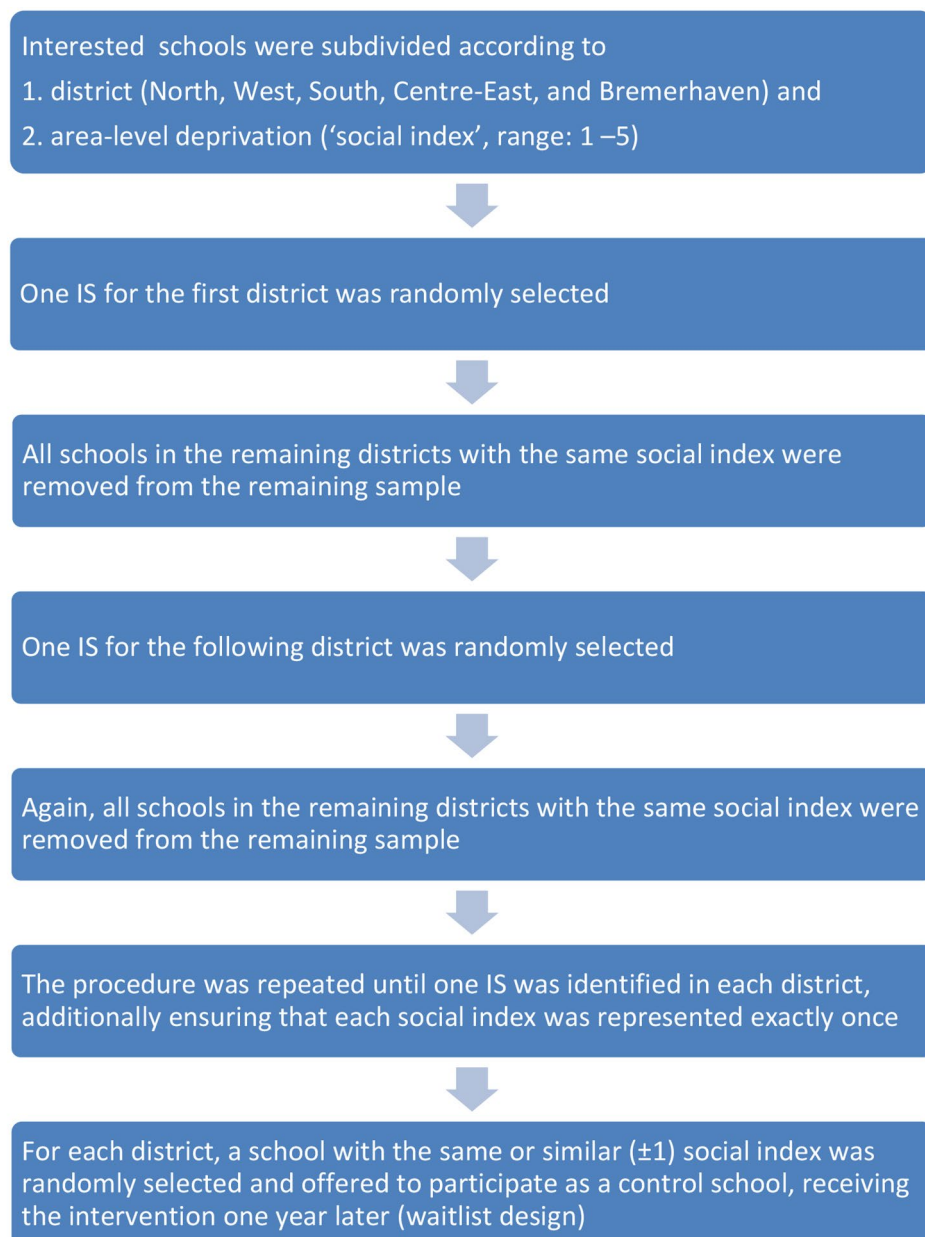 Interested schools were subdivided according to
1. district (North, West, South, Centre-East, and Bremerhaven) and
2. area-level deprivation (‘social index’, range: 1 –5)
One IS for the first district was randomly selected
All schools in the remaining districts with the same social index were
removed from the remaining sample
One IS for the following district was randomly selected
Again, all schools in the remaining districts with the same social index were
removed from the remaining sample
The procedure was repeated until one IS was identified in each district,
additionally ensuring that each social index was represented exactly once
For each district, a school with the same or similar (±1) social index was
randomly selected and offered to participate as a control school, receiving
the intervention one year later (waitlist design)